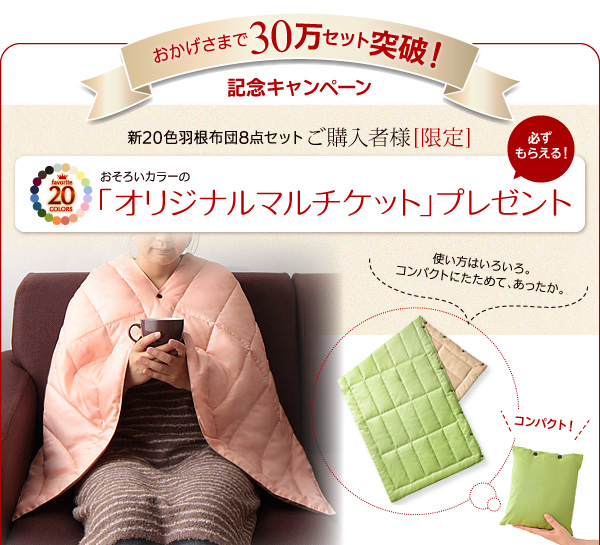 おかげさまで30万セット突破！
記念キャンペーン
新20色羽根布団8点セット ご購入者様[限定]
必ず
もらえる！
favorite
20
COLORS
おそろいカラーの
「オリジナルマルチケット」プレゼント
使い方はいろいろ。
コンパクトにたためて、あったか。
コンパクト！